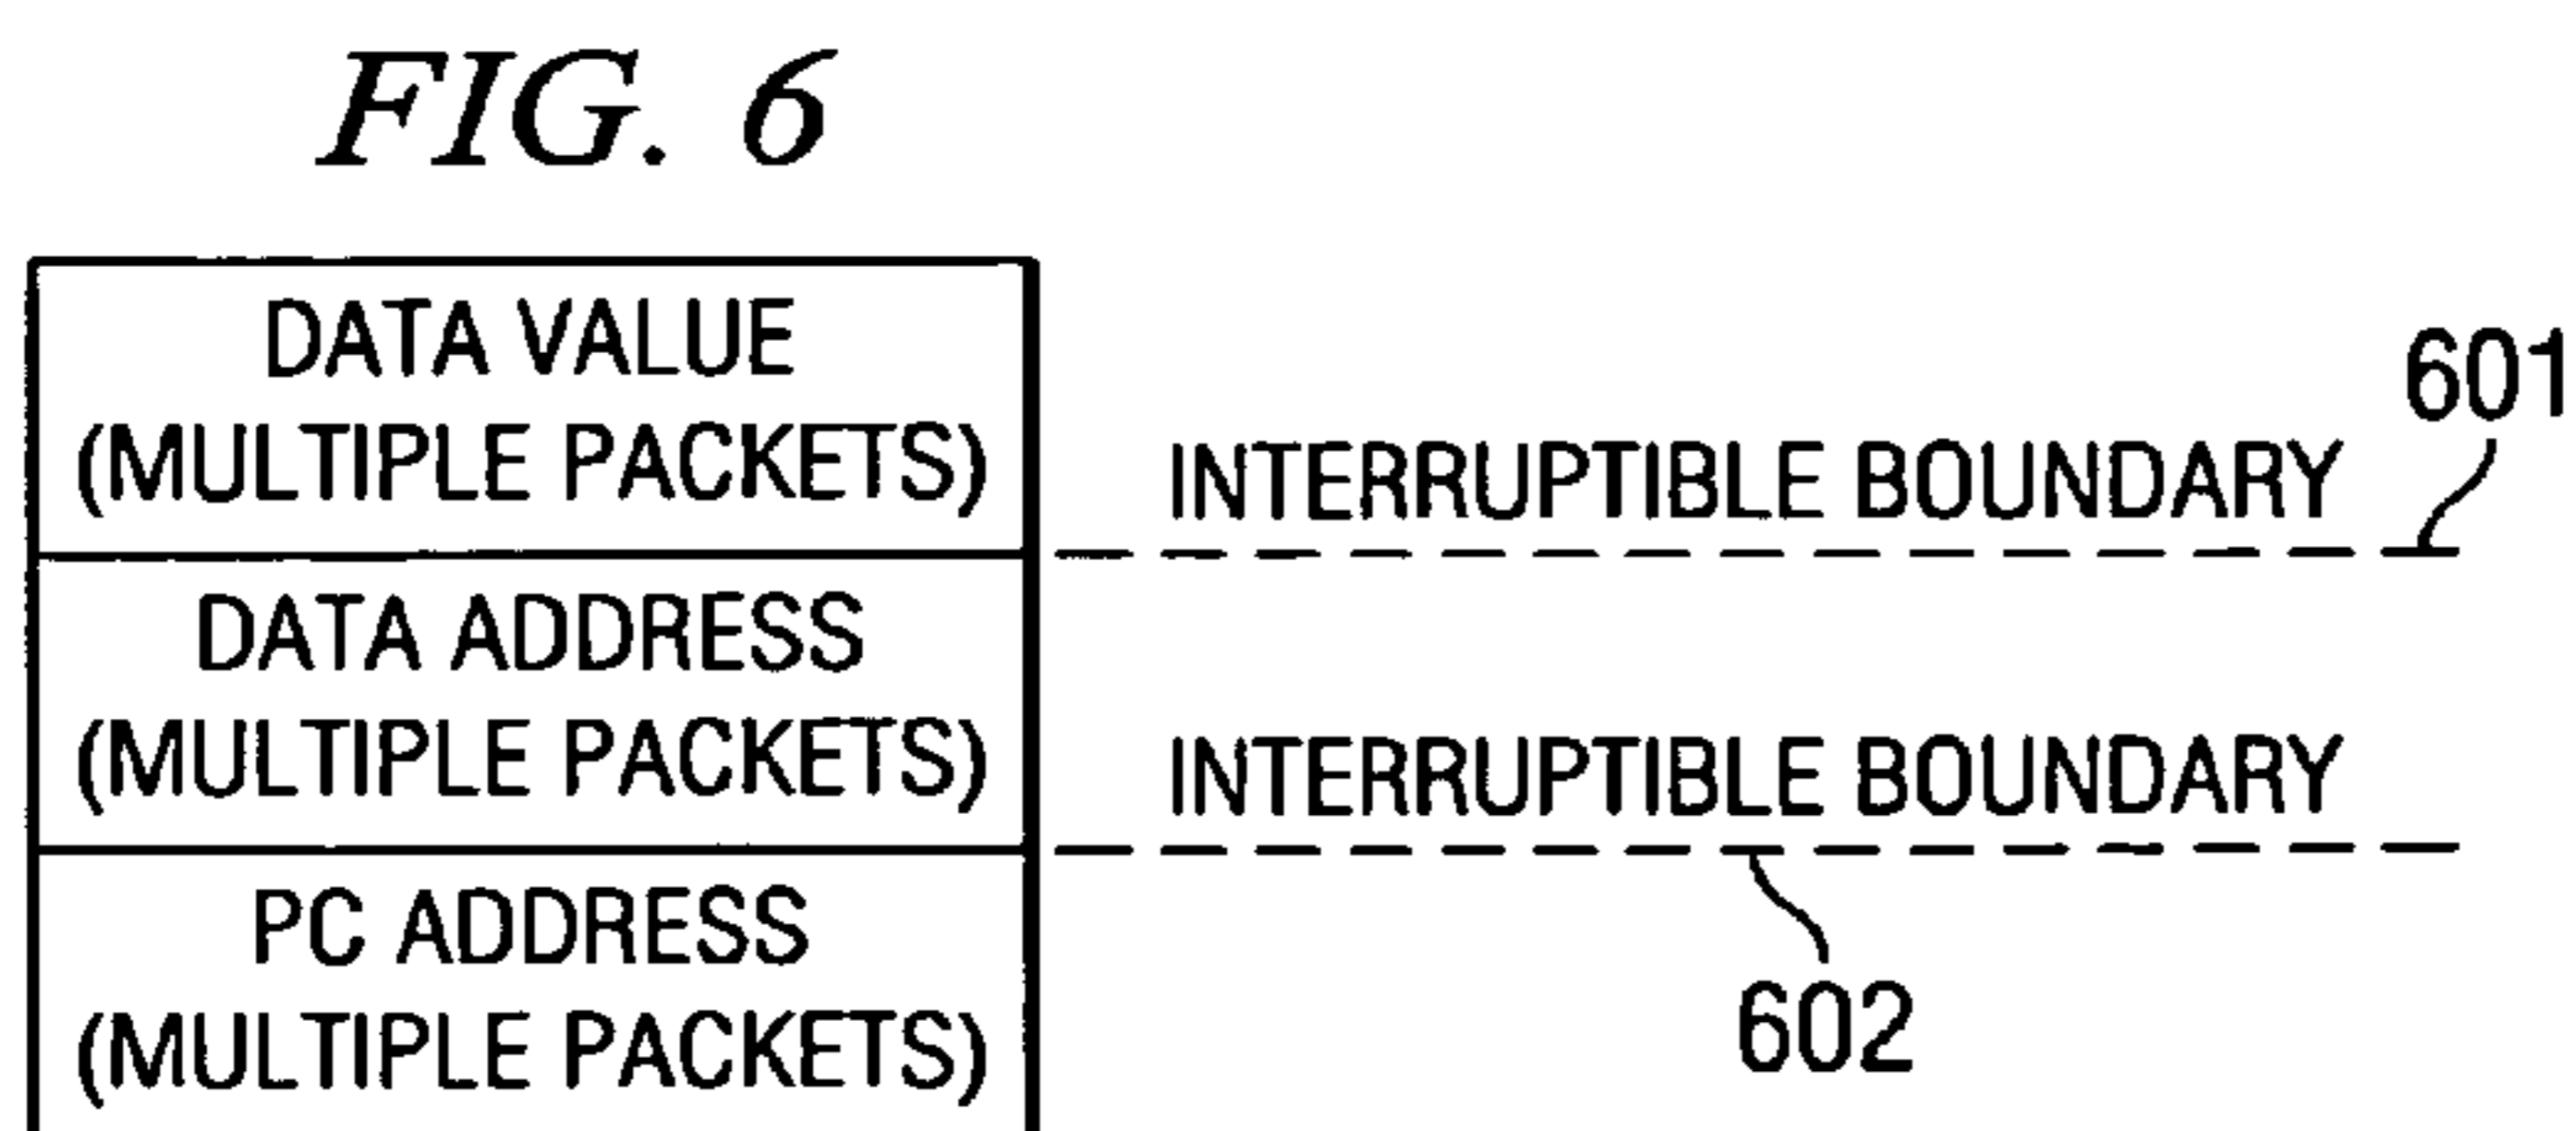 FIG. 6
DATA VALUE
(MULTIPLE PACKETS)
INTERRUPTIBLE BOUNDARY
601
DATA ADDRESS
(MULTIPLE PACKETS)
INTERRUPTIBLE BOUNDARY
602
PC ADDRESS
(MULTIPLE PACKETS)